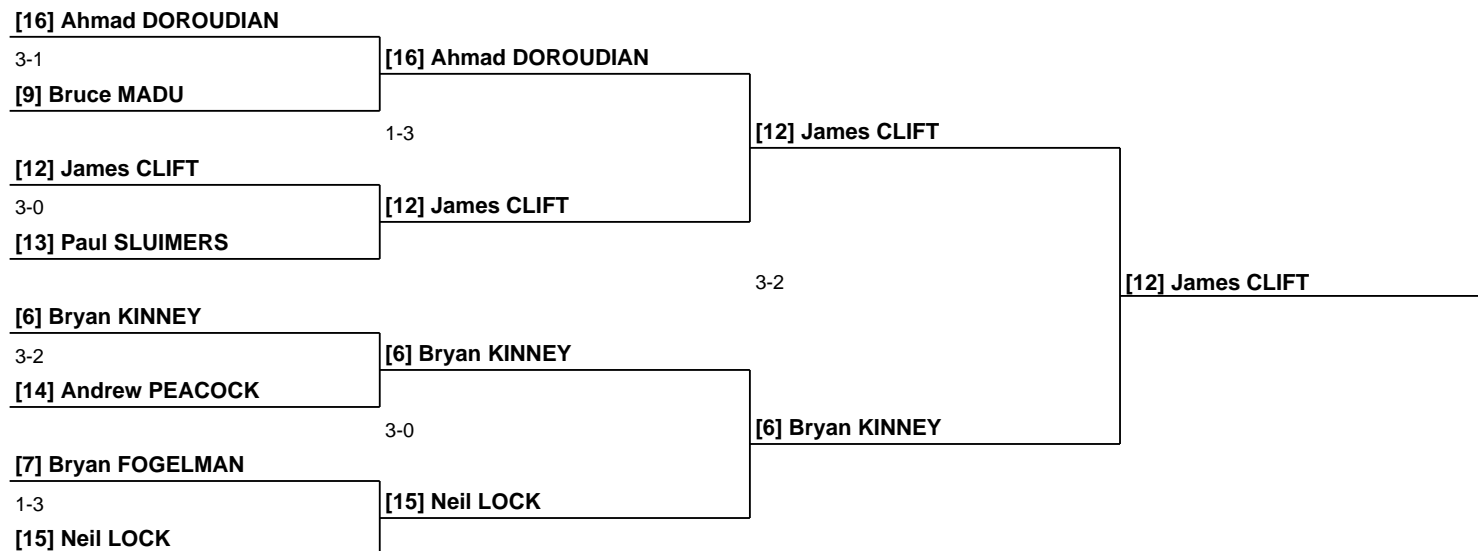 [16] Ahmad DOROUDIAN
3-1
[16] Ahmad DOROUDIAN
[9] Bruce MADU
1-3
[12] James CLIFT
[12] James CLIFT
3-0
[12] James CLIFT
[13] Paul SLUIMERS
3-2
[12] James CLIFT
[6] Bryan KINNEY
3-2
[6] Bryan KINNEY
[14] Andrew PEACOCK
3-0
[6] Bryan KINNEY
[7] Bryan FOGELMAN
1-3
[15] Neil LOCK
[15] Neil LOCK